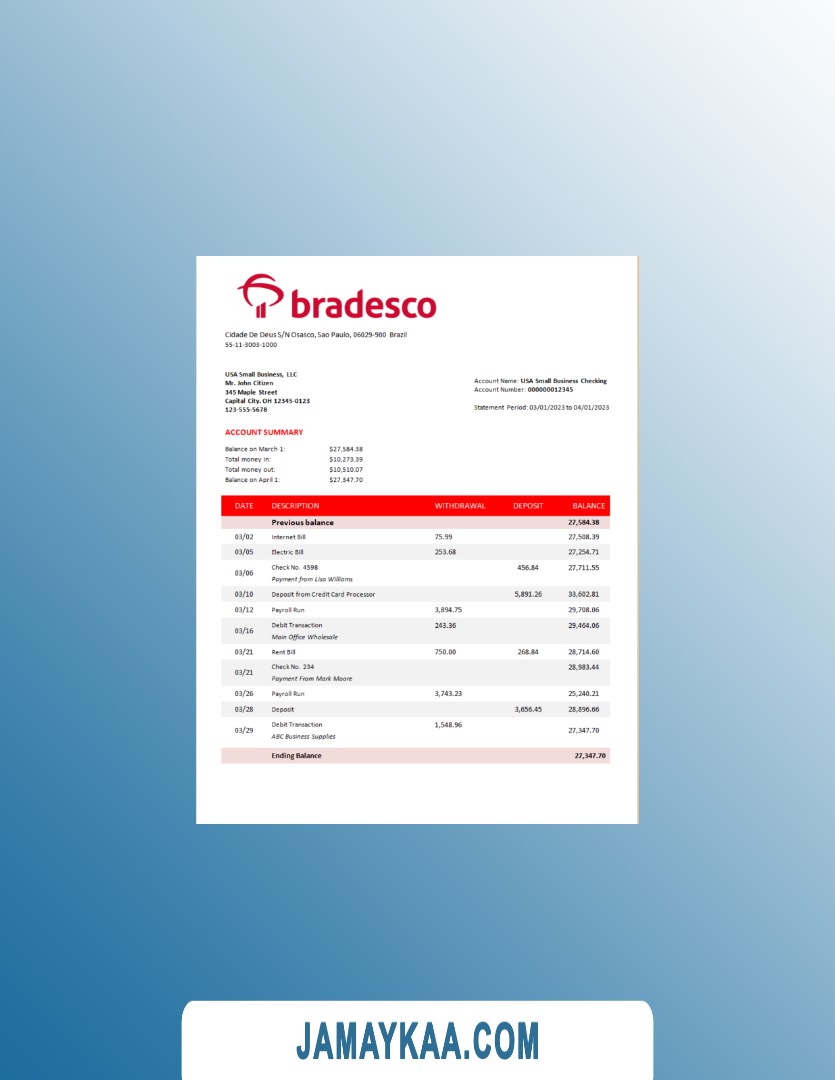 bradesco
Cidade De Deus S/N Osasco, Sao Paulo, 06029-900 Brazil
55-11-3003-1000
USA Small Business, LLC
Mr. John Citizen
345 Maple Street
Capital City, OH 12345-0123
123-555-5678
Account Name: USA Small Business Checking
Account Number: 000000012345
Statement Period: 03/01/2023 to 04/01/2023
ACCOUNT SUMMARY
Balance on March 1: $27,584.38
Total money in: $10,273.39
Total money out: $10,510.07
Balance on April 1: $27,347.70
DATE DESCRIPTION WITHDRAWAL DEPOSIT BALANCE
Previous balance 27,584.38
03/02 Internet Bill 75.99 27,508.39
03/05 Electric Bill 253.68 27,254.71
03/06 Check No. 4598 456.84 27,711.55
Payment from Lisa Williams
03/10 Deposit from Credit Card Processor 5,891.26 33,602.81
03/12 Payroll Run 3,894.75 29,708.06
03/16 Debit Transaction 243.36 29,464.06
Main Office Wholesale
03/21 Rent Bill 750.00 268.84 28,714.60
03/21 Check No. 234 28,983.44
Payment From Mark Moore
03/26 Payroll Run 3,743.23 25,240.21
03/28 Deposit 3,656.45 28,896.66
03/29 Debit Transaction 1,548.96 27,347.70
ABC Business Supplies
Ending Balance 27,347.70
JAMAYKAA.COM